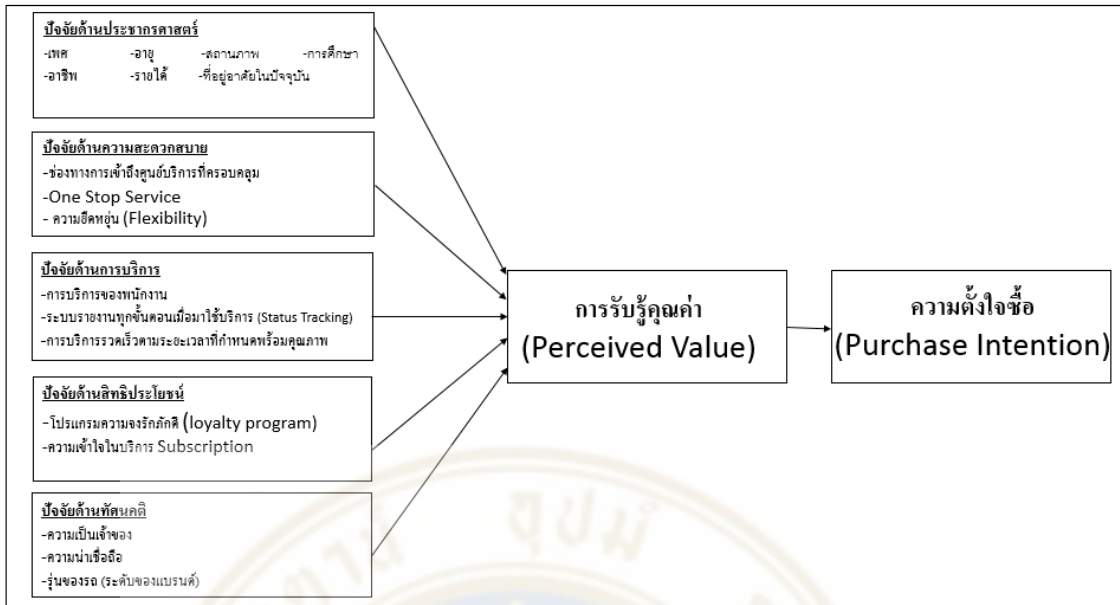 ปัจจัยด้านประชากรศาสตร์
-เพศ -อายุ -สถานภาพ -การศึกษา
-อาชีพ -รายได้ -ที่อยู่อาศัยในปัจจุบัน
ปัจจัยด้านความสะดวกสบาย
-ช่องทางการเข้าถึงศูนย์บริการที่ครอบคลุม
-One Stop Service
- ความยืดหยุ่น (Flexibility)
ปัจจัยด้านการบริการ
-การบริการของพนักงาน
-ระบบรายงานทุกขั้นตอนเมื่อมาใช้บริการ (Status Tracking)
-การบริการรวดเร็วตามระยะเวลาที่กำหนดพร้อมคุณภาพ
ปัจจัยด้านสิทธิประโยชน์
-โปรแกรมความจงรักภักดี (loyalty program)
-ความเข้าใจในบริการ Subscription
ปัจจัยด้านทัศนคติ
-ความเป็นเจ้าของ
-ความน่าเชื่อถือ
-รุ่นของรถ (ระดับของแบรนด์)
การรับรู้คุณค่า
(Perceived Value)
ความตั้งใจซื้อ
(Purchase Intention)
อุปมํ